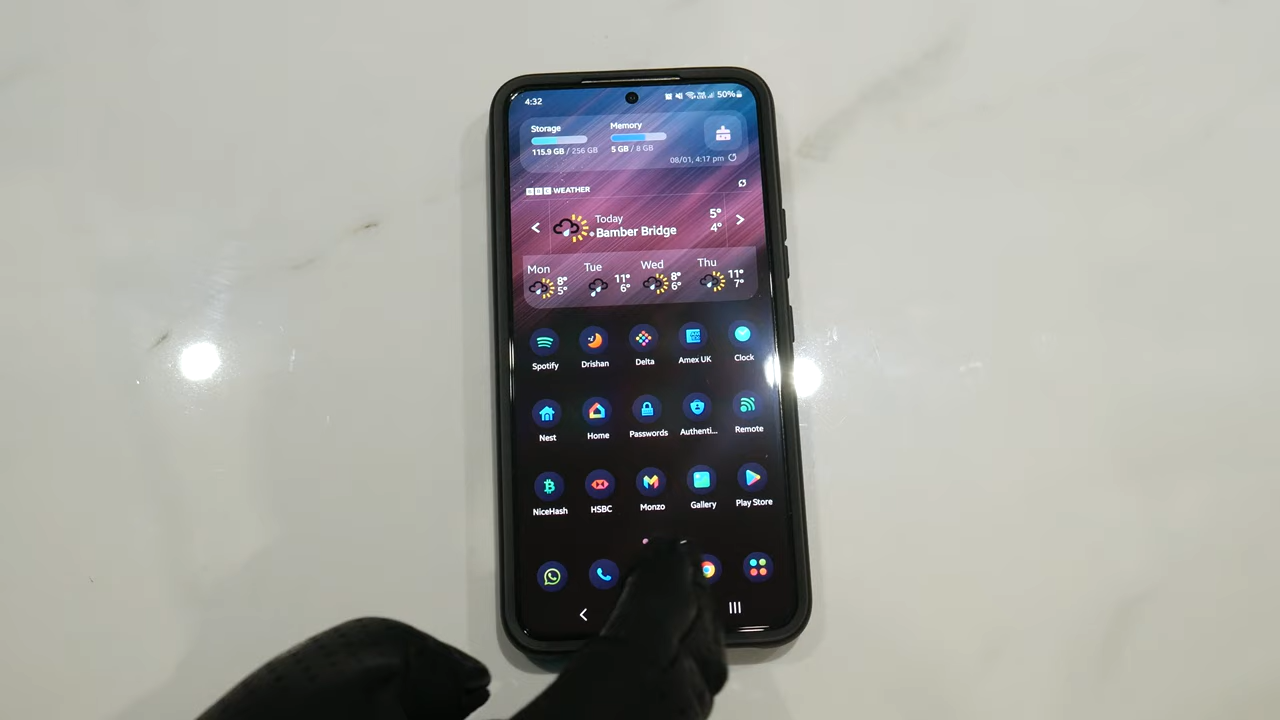 4:32
50%
Storage
Memory
115.9 GB / 256 GB
5 GB / 8 GB
08/01, 4:17 pm
BBC WEATHER
Today
5°
Bamber Bridge
4°
Mon
Tue
Wed
Thu
8°
11°
8°
11°
5°
6°
6°
7°
Spotify
Drishan
Delta
Amex UK
Clock
Nest
Home
Passwords
Authenti...
Remote
NiceHash
HSBC
Monzo
Gallery
Play Store